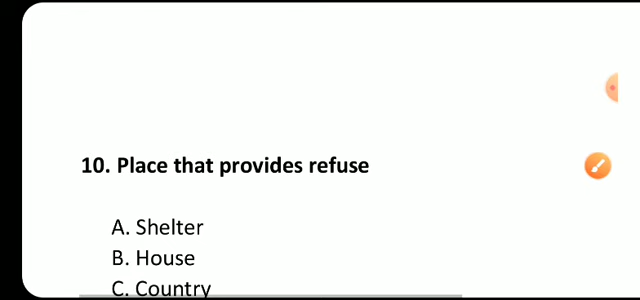 10. Place that provides refuse
A. Shelter
B. House
C. Country